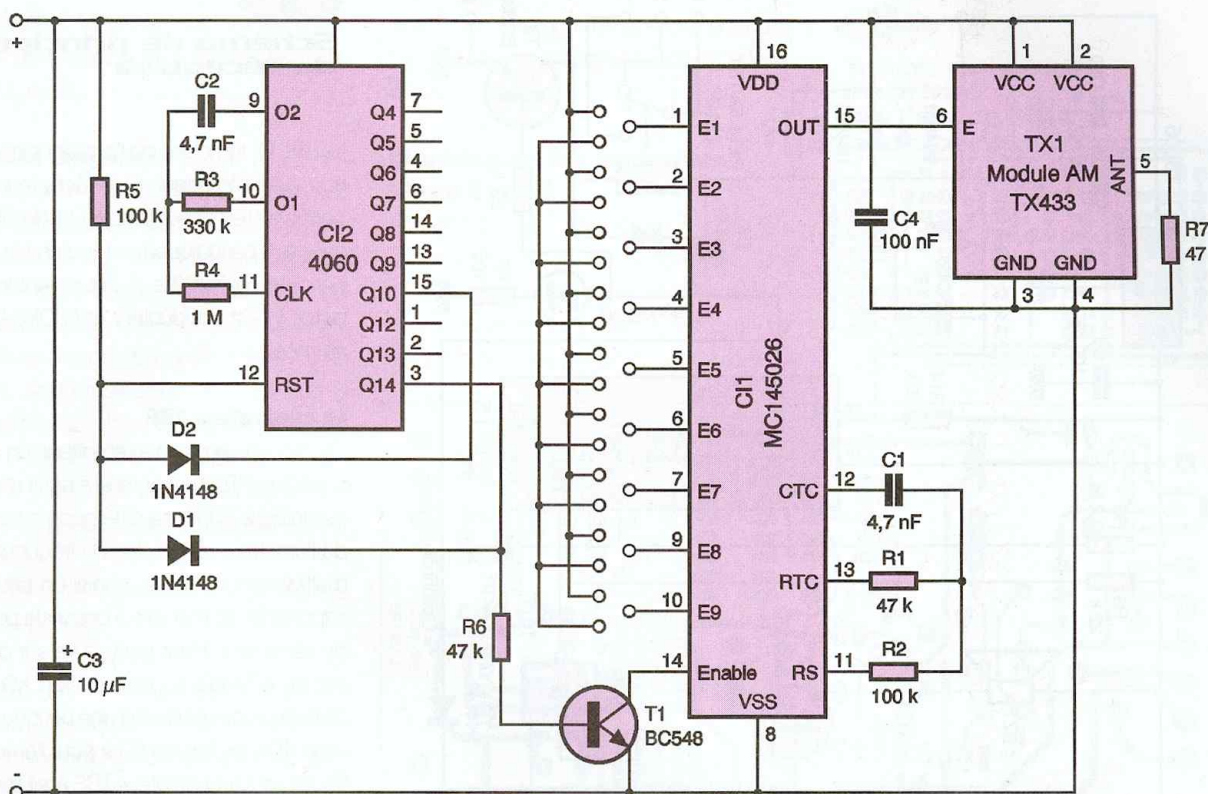 +
C2
4,7 nF
R3
330 k
R4
1 M
R5
100 k
9
O2
10
O1
11
CLK
12
RST
CI2
4060
Q4
7
Q5
5
Q6
4
Q7
6
Q8
14
Q9
13
Q10
15
Q12
1
Q13
2
Q14
3
D2
1N4148
D1
1N4148
+
C3
10 µF
R6
47 k
T1
BC548
16
VDD
1
E1
2
E2
3
E3
4
E4
5
E5
6
E6
7
E7
9
E8
10
E9
14
Enable
CI1
MC145026
OUT
15
CTC
12
RTC
13
RS
11
VSS
8
C1
4,7 nF
R1
47 k
R2
100 k
C4
100 nF
1
2
VCC
VCC
6
E
TX1
Module AM
TX433
5
ANT
GND
GND
3
4
R7
47
-